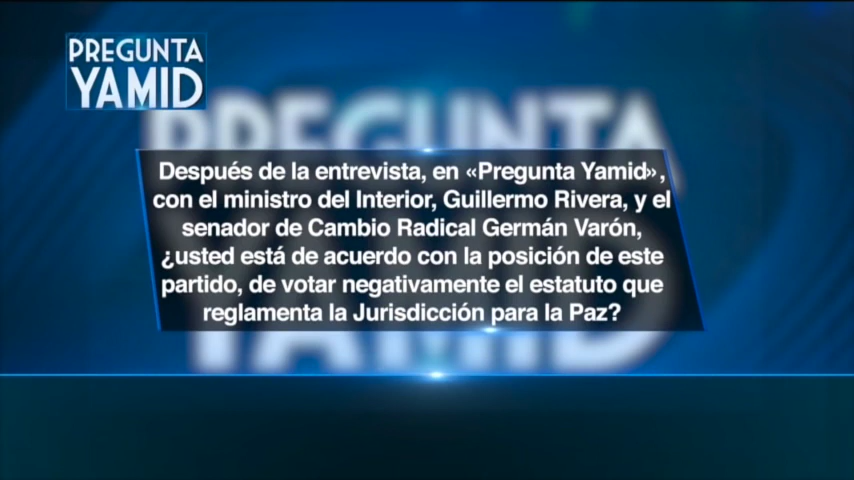 PREGUNTA
YAMID
Después de la entrevista, en «Pregunta Yamid»,
con el ministro del Interior, Guillermo Rivera, y el
senador de Cambio Radical Germán Varón,
¿usted está de acuerdo con la posición de este
partido, de votar negativamente el estatuto que
reglamenta la Jurisdicción para la Paz?
PREGUNTA
YAMID